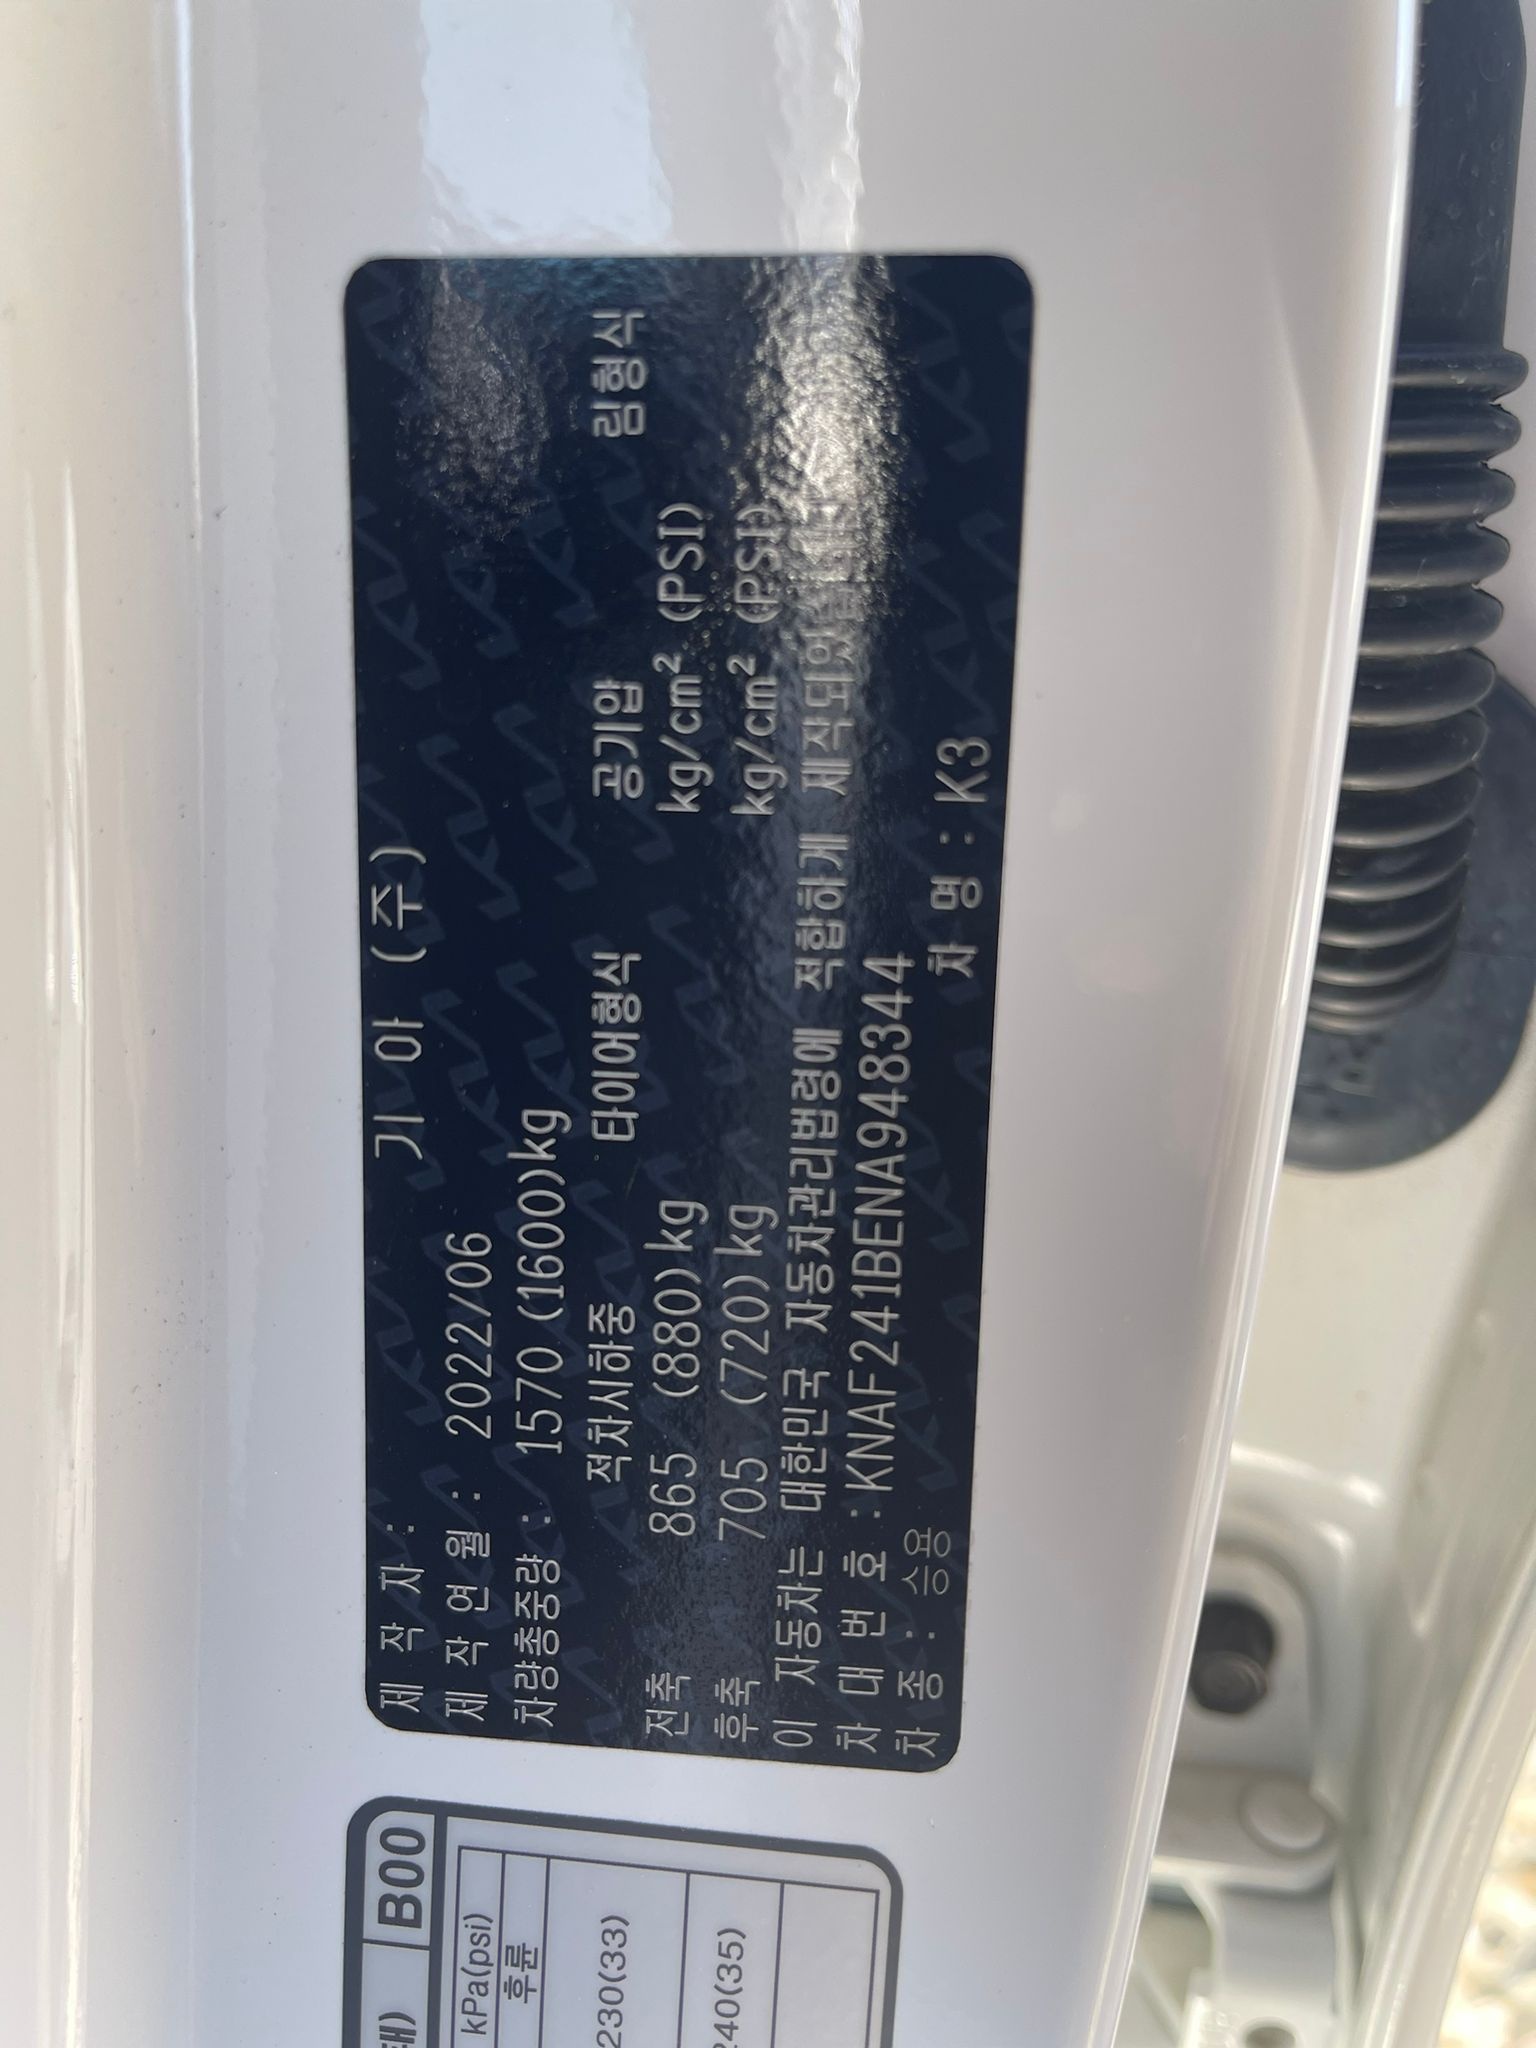 제 작 자 : 기 아 (주)
제 작 연 월 : 2022/06
차량총중량 : 1570 (1600)kg
적차시하중 타이어형식 공기압 림형식
전축 865 (880)kg kg/cm² (PSI)
후축 705 (720)kg kg/cm² (PSI)
이 자동차는 대한민국 자동차관리법령에 적합하게 제작되었습니다
차 대 번 호 : KNAF241BENA948344
차 종 : 승용 차 명 : K3
B00
kPa(psi)
후륜
230(33)
240(35)